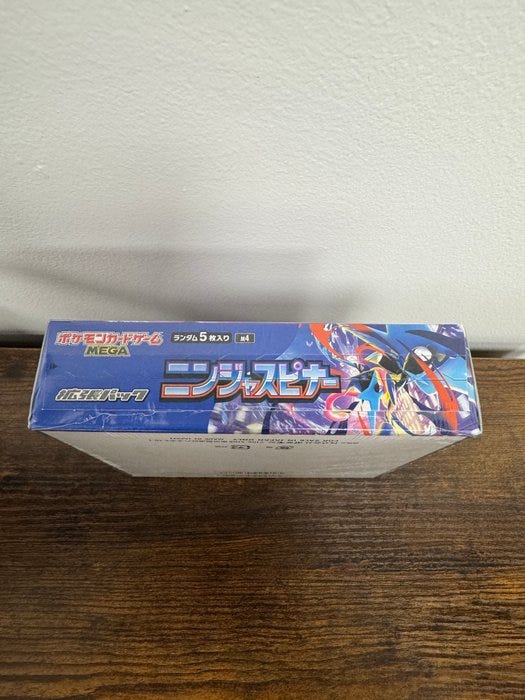 ポケモンカードゲーム
MEGA
ランダム5枚入り
M4
拡張パック
ニンジャスピナー